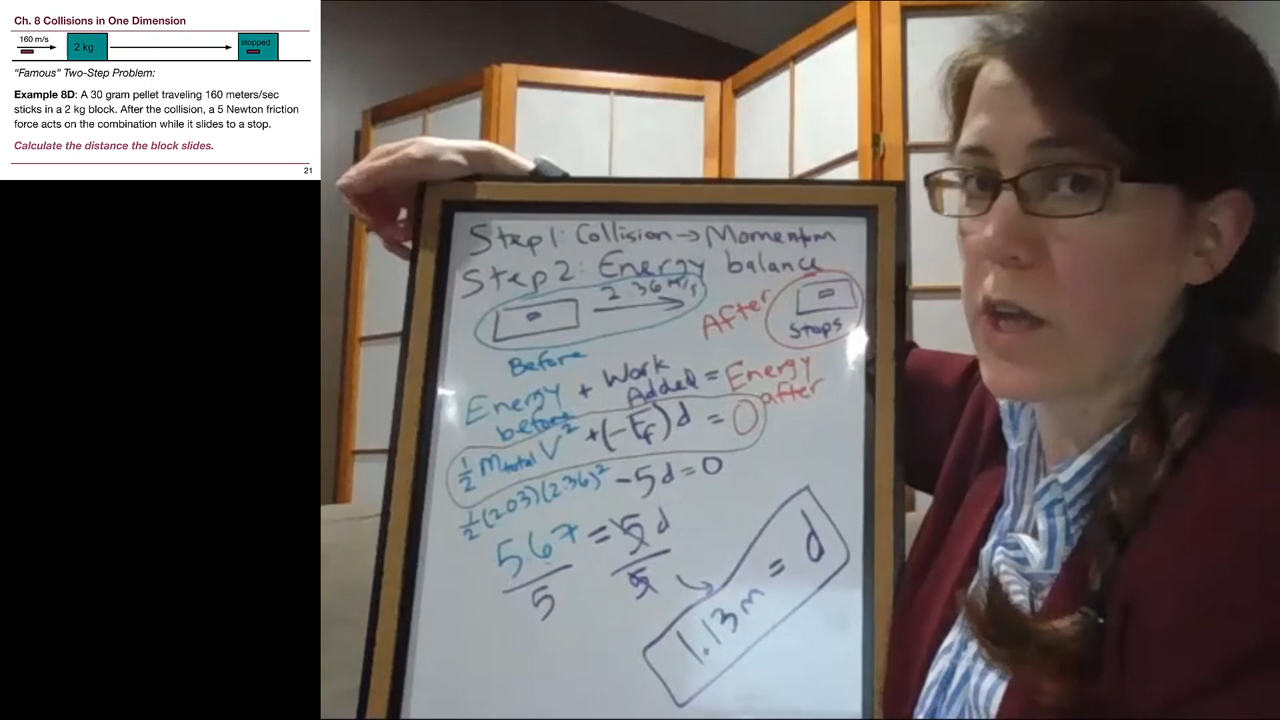 Ch. 8 Collisions in One Dimension
160 m/s
2 kg
stopped
“Famous” Two-Step Problem:
Example 8D: A 30 gram pellet traveling 160 meters/sec
sticks in a 2 kg block. After the collision, a 5 Newton friction
force acts on the combination while it slides to a stop.
Calculate the distance the block slides.
21
Step 1: Collision → Momentum
Step 2: Energy balance
2.36 m/s
Before
After
Stops
Energy before + Work Added = Energy after
½ m total V² + (-F_f) d = 0
½ (2.03)(2.36)² - 5d = 0
5.67 = 5d
5 5
1.13 m = d